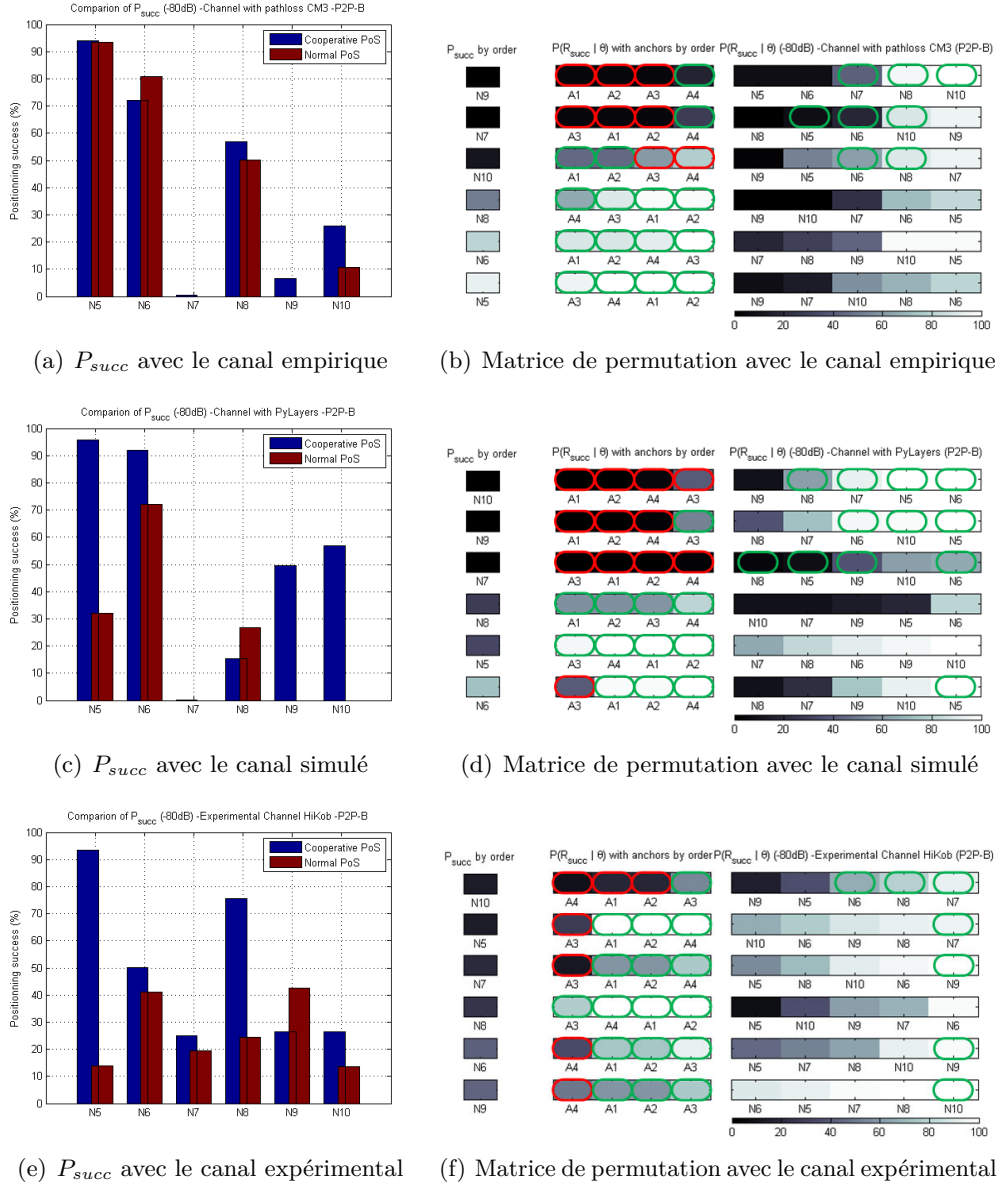 Comparion of P_succ (-80dB) -Channel with pathloss CM3 -P2P-B
Cooperative PoS
Normal PoS
Positionning success (%)
100
90
80
70
60
50
40
30
20
10
0
N5 N6 N7 N8 N9 N10
P_succ by order
P(R_succ | θ) with anchors by order
P(R_succ | θ) (-80dB) -Channel with pathloss CM3 (P2P-B)
N9 A1 A2 A3 A4 N5 N6 N7 N8 N10
N7 A3 A1 A2 A4 N8 N5 N6 N10 N9
N10 A1 A2 A3 A4 N9 N5 N6 N8 N7
N8 A4 A3 A1 A2 N9 N10 N7 N6 N5
N6 A1 A2 A4 A3 N7 N8 N9 N10 N5
N5 A3 A4 A1 A2 N9 N7 N10 N8 N6
0 20 40 60 80 100
(a) P_succ avec le canal empirique
(b) Matrice de permutation avec le canal empirique
Comparion of P_succ (-80dB) -Channel with PyLayers -P2P-B
Cooperative PoS
Normal PoS
Positionning success (%)
100
90
80
70
60
50
40
30
20
10
0
N5 N6 N7 N8 N9 N10
P_succ by order
P(R_succ | θ) with anchors by order
P(R_succ | θ) (-80dB) -Channel with PyLayers (P2P-B)
N10 A1 A2 A4 A3 N9 N8 N7 N5 N6
N9 A1 A2 A4 A3 N8 N7 N6 N10 N5
N7 A3 A1 A2 A4 N8 N5 N9 N10 N6
N8 A1 A2 A3 A4 N10 N7 N9 N5 N6
N5 A3 A4 A1 A2 N7 N8 N6 N9 N10
N6 A3 A1 A2 A4 N8 N7 N9 N10 N5
0 20 40 60 80 100
(c) P_succ avec le canal simulé
(d) Matrice de permutation avec le canal simulé
Comparion of P_succ (-80dB) -Experimental Channel HiKob -P2P-B
Cooperative PoS
Normal PoS
Positionning success (%)
100
90
80
70
60
50
40
30
20
10
0
N5 N6 N7 N8 N9 N10
P_succ by order
P(R_succ | θ) with anchors by order
P(R_succ | θ) (-80dB) -Experimental Channel HiKob (P2P-B)
N10 A4 A1 A2 A3 N9 N5 N6 N8 N7
N5 A3 A1 A2 A4 N10 N6 N9 N8 N7
N7 A3 A1 A2 A4 N5 N8 N10 N6 N9
N8 A3 A4 A1 A2 N5 N10 N9 N7 N6
N6 A4 A1 A2 A3 N5 N7 N8 N10 N9
N9 A4 A1 A2 A3 N6 N5 N7 N8 N10
0 20 40 60 80 100
(e) P_succ avec le canal expérimental
(f) Matrice de permutation avec le canal expérimental